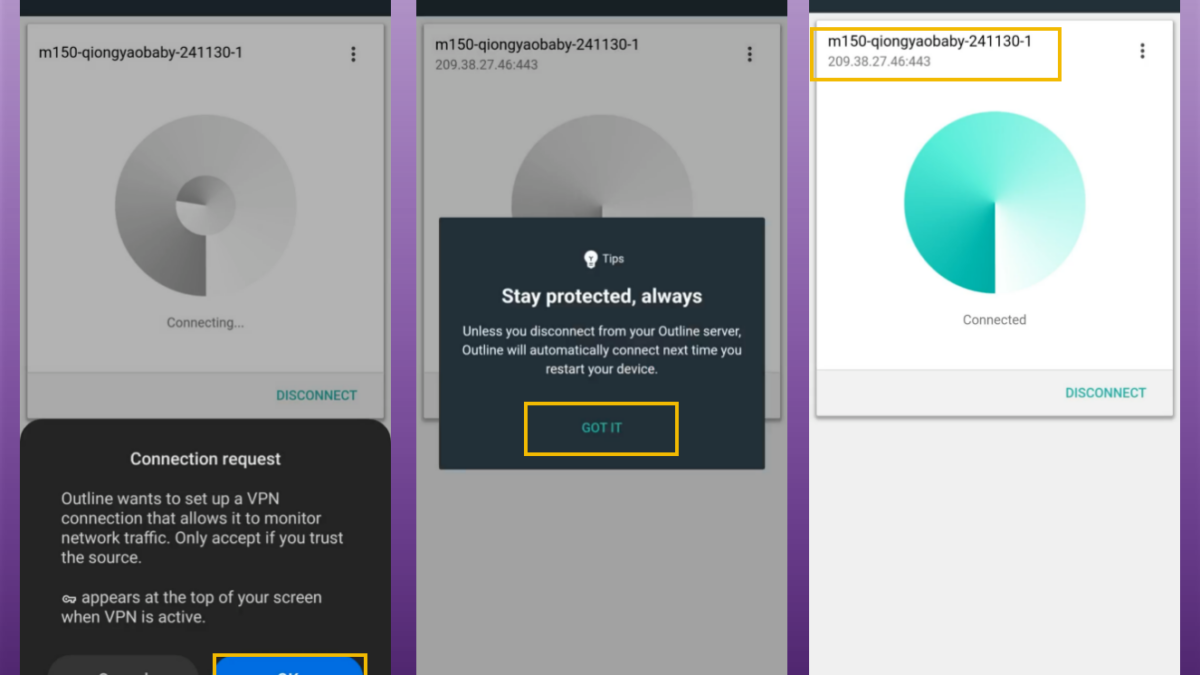 m150-qiongyaobaby-241130-1
Connecting...
DISCONNECT
Connection request
Outline wants to set up a VPN
connection that allows it to monitor
network traffic. Only accept if you trust
the source.
appears at the top of your screen
when VPN is active.
m150-qiongyaobaby-241130-1
209.38.27.46:443
Tips
Stay protected, always
Unless you disconnect from your Outline server,
Outline will automatically connect next time you
restart your device.
GOT IT
m150-qiongyaobaby-241130-1
209.38.27.46:443
Connected
DISCONNECT